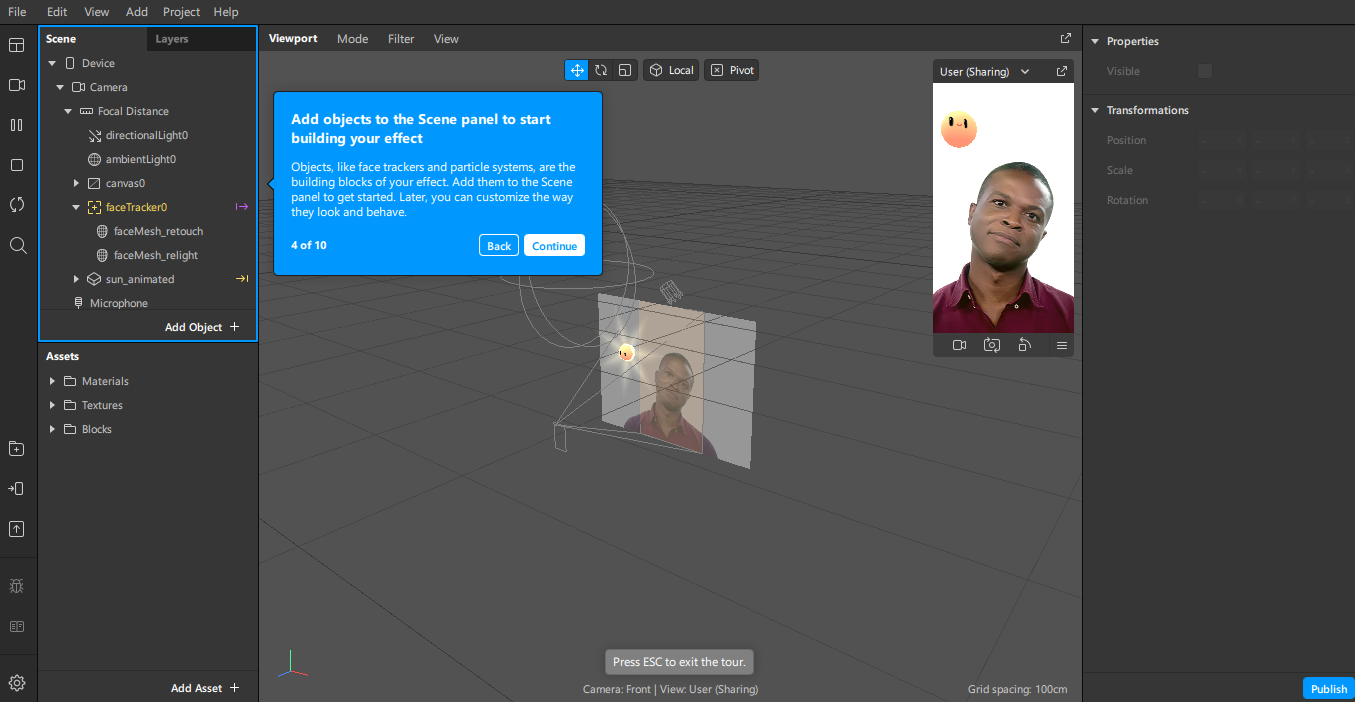 File Edit View Add Project Help
Scene Layers
Device
Camera
Focal Distance
directionalLight0
ambientLight0
canvas0
faceTracker0
faceMesh_retouch
faceMesh_relight
sun_animated
Microphone
Add Object +
Assets
Materials
Textures
Blocks
Add Asset +
Viewport Mode Filter View
Local Pivot
Add objects to the Scene panel to start
building your effect
Objects, like face trackers and particle systems, are the
building blocks of your effect. Add them to the Scene
panel to get started. Later, you can customize the way
they look and behave.
4 of 10 Back Continue
User (Sharing)
Press ESC to exit the tour.
Camera: Front | View: User (Sharing)
Grid spacing: 100cm
Properties
Visible
Transformations
Position
Scale
Rotation
Publish